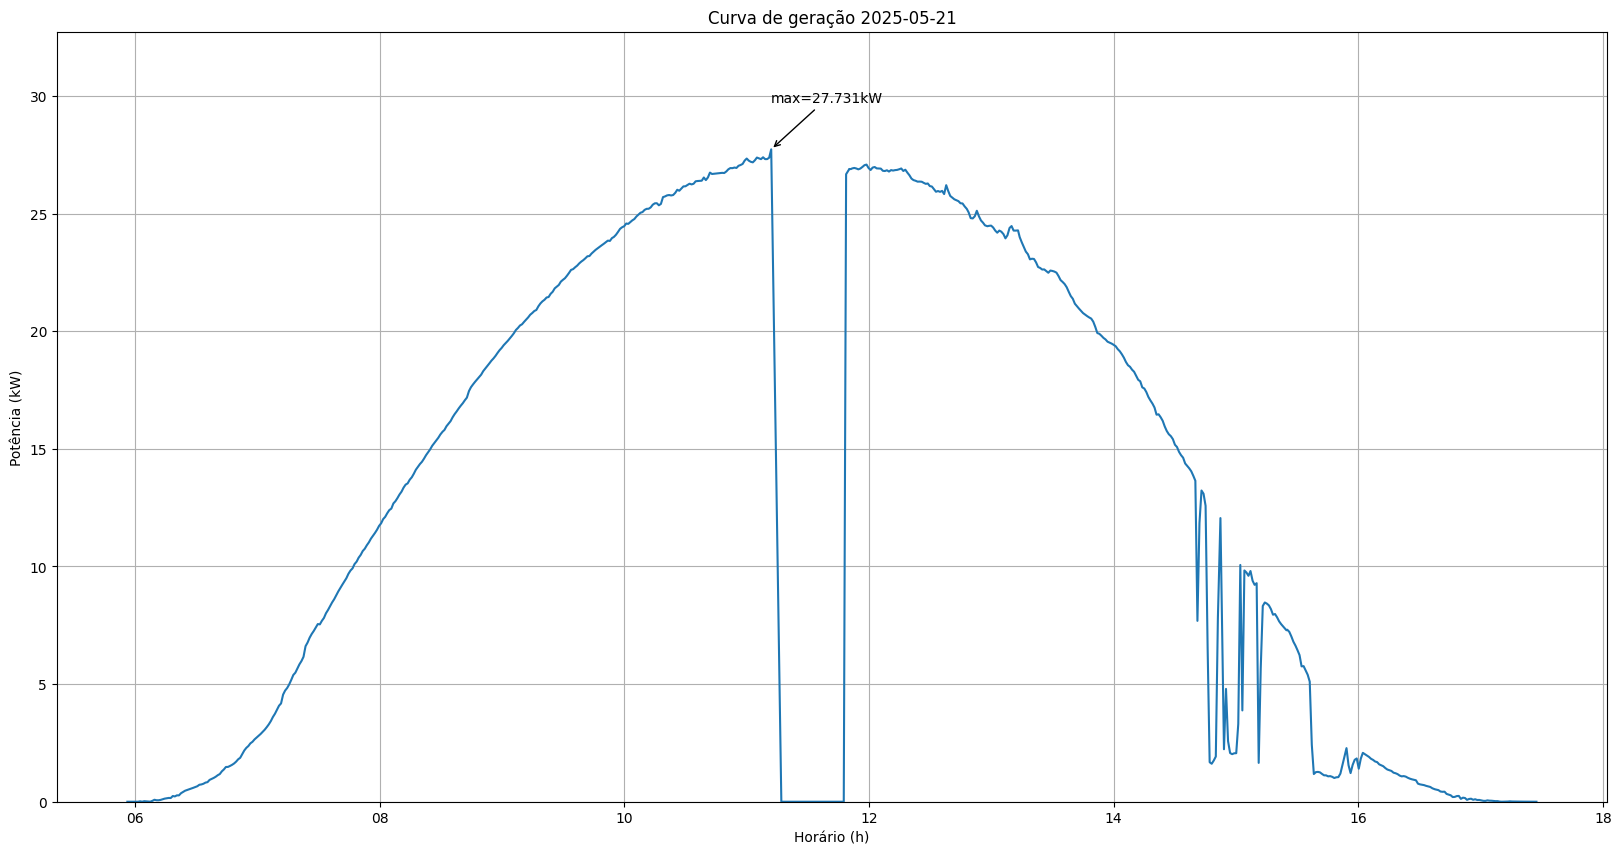 Curva de geração 2025-05-21
max=27.731kW
Potência (kW)
30
25
20
15
10
5
0
06 08 10 12 14 16 18
Horário (h)